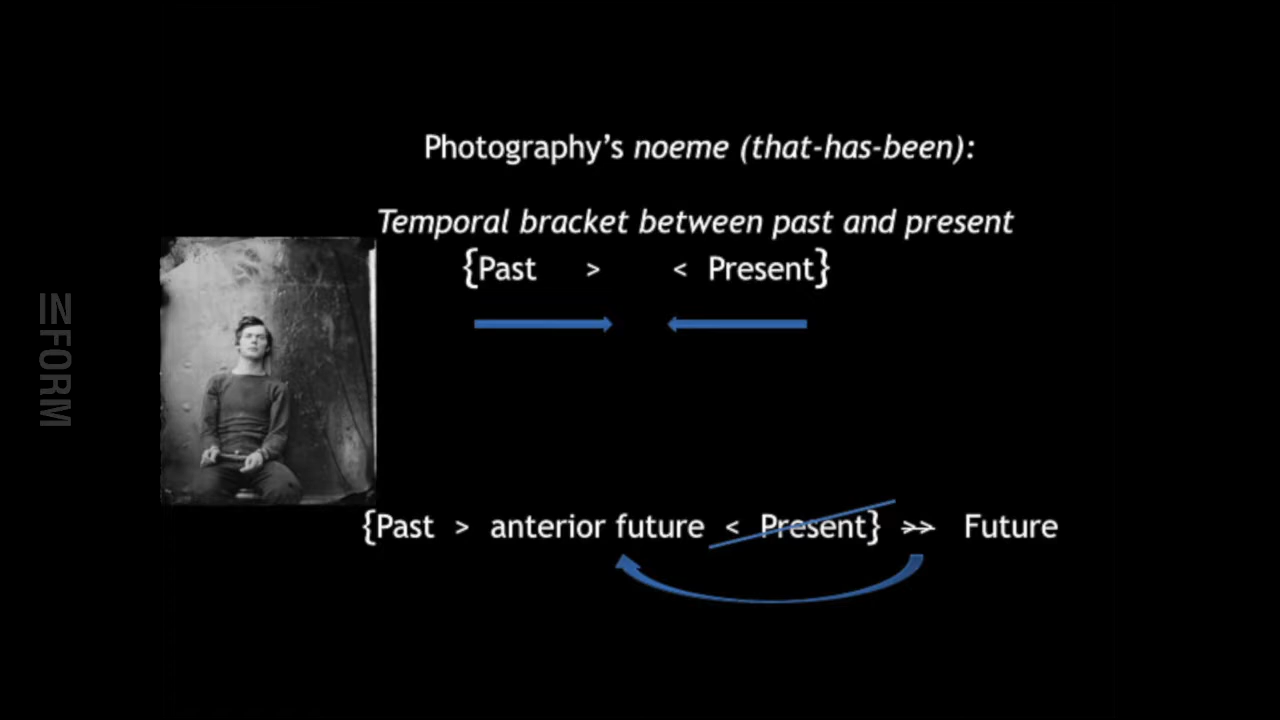 Photography’s noeme (that-has-been):
Temporal bracket between past and present
{Past > < Present}
{Past > anterior future < Present} >> Future
INFORM